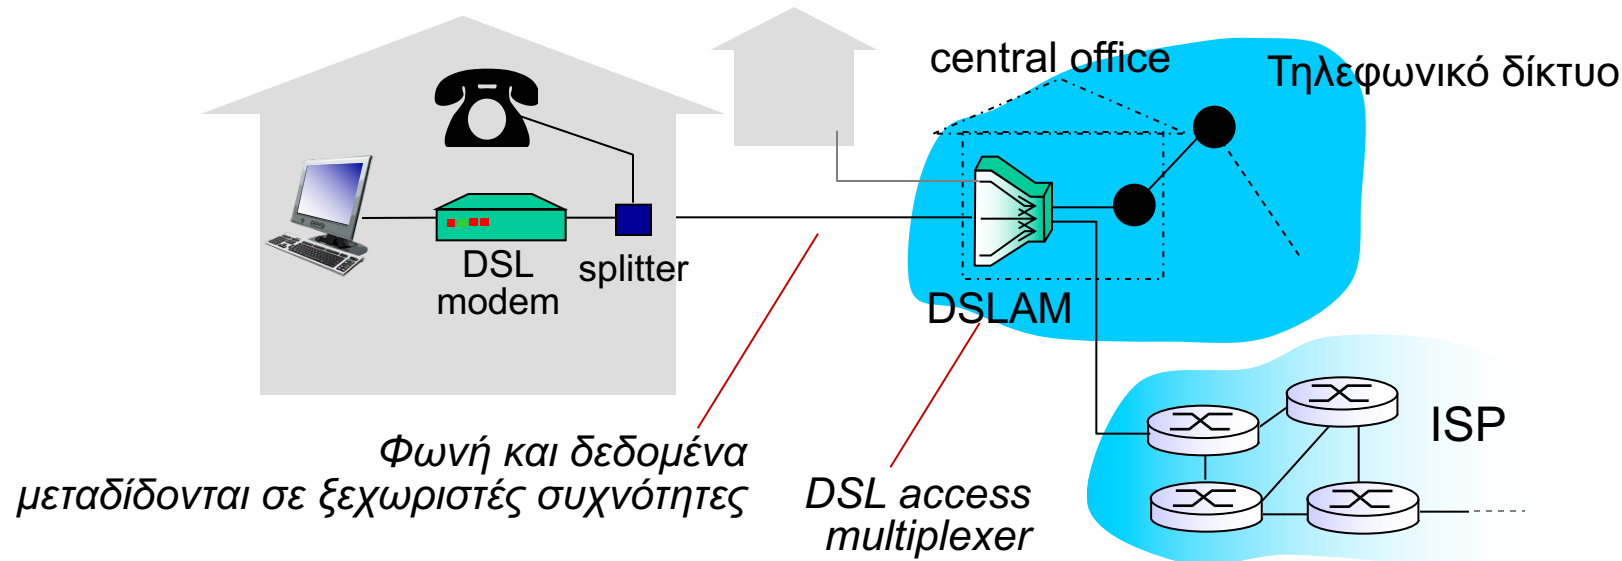 central office
Τηλεφωνικό δίκτυο
DSL
modem
splitter
DSLAM
ISP
Φωνή και δεδομένα
μεταδίδονται σε ξεχωριστές συχνότητες
DSL access
multiplexer